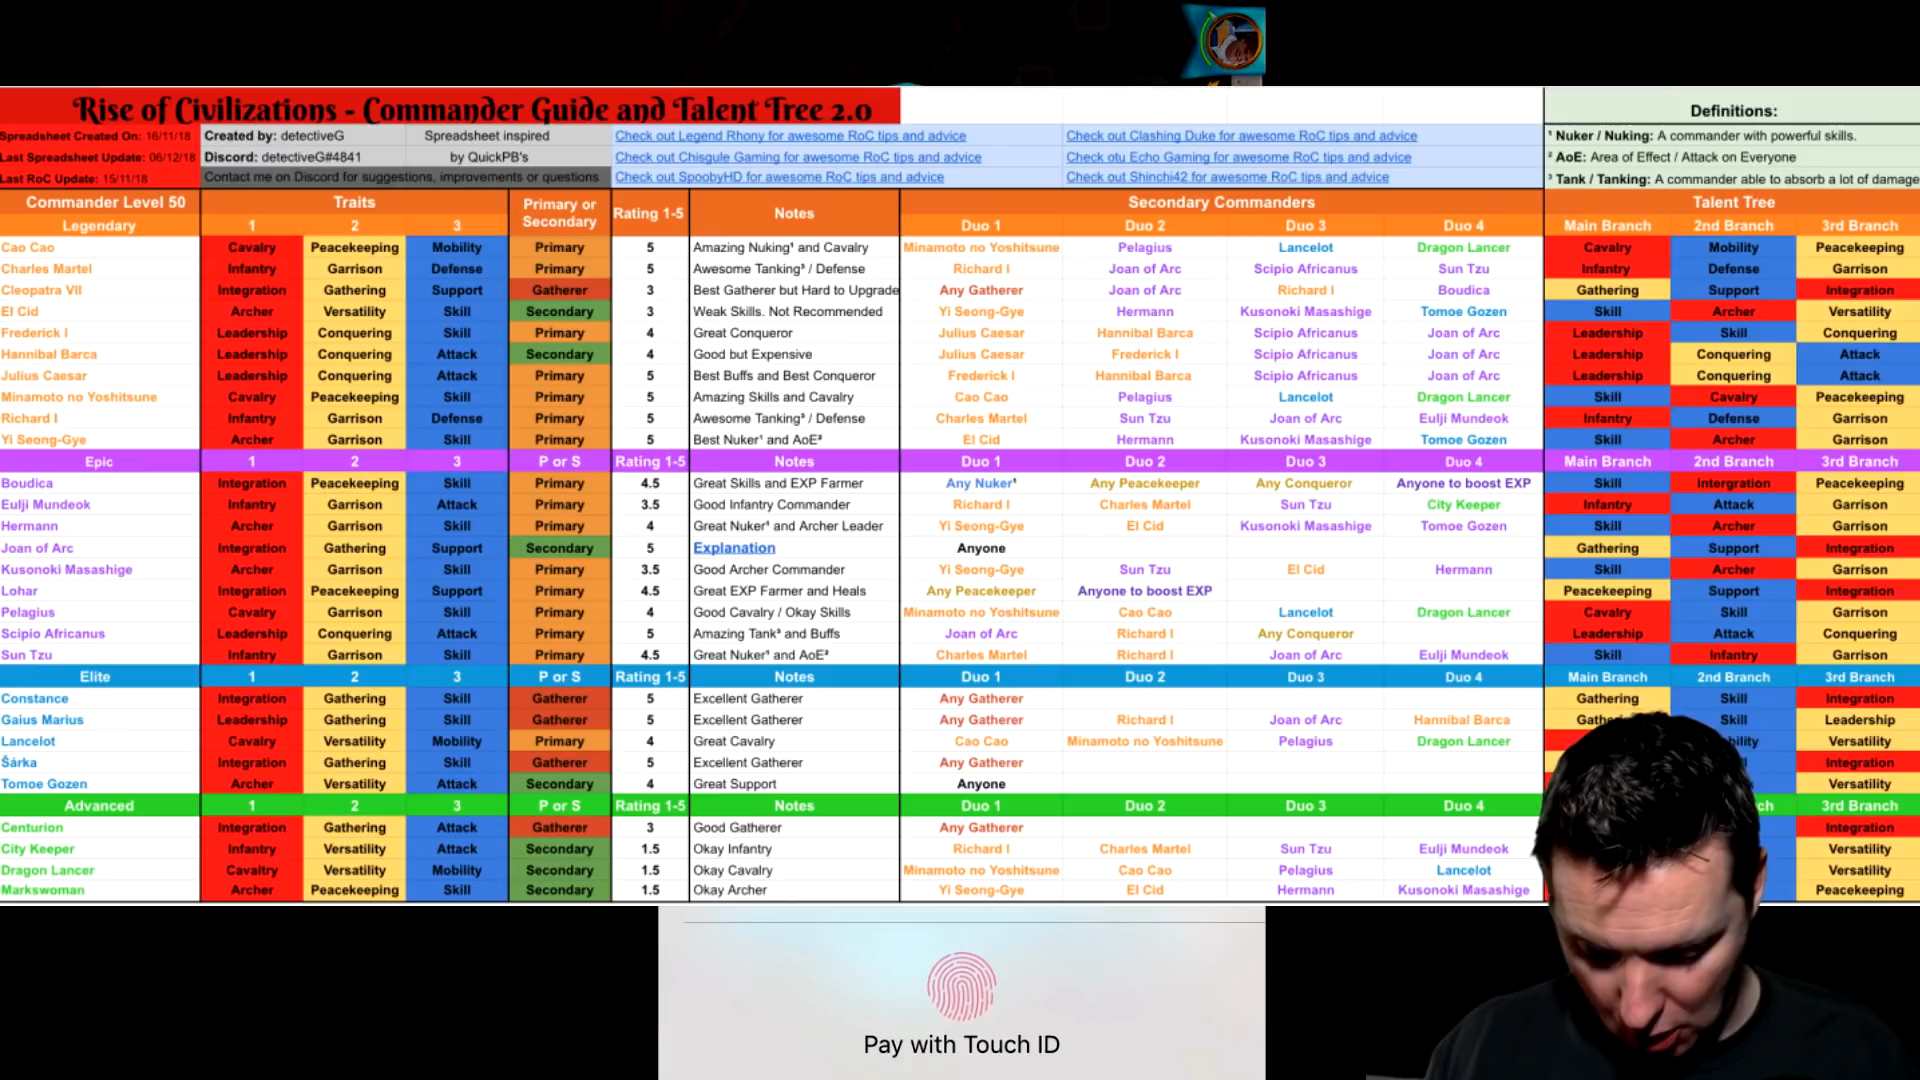 Rise of Civilizations - Commander Guide and Talent Tree 2.0
Definitions:
Spreadsheet Created On: 16/11/18 Created by: detectiveG Spreadsheet inspired Check out Legend Rhony for awesome RoC tips and advice Check out Clashing Duke for awesome RoC tips and advice ¹ Nuker / Nuking: A commander with powerful skills.
Last Spreadsheet Update: 06/12/18 Discord: detectiveG#4841 by QuickPB's Check out Chisgule Gaming for awesome RoC tips and advice Check otu Echo Gaming for awesome RoC tips and advice ² AoE: Area of Effect / Attack on Everyone
Last RoC Update: 15/11/18 Contact me on Discord for suggestions, improvements or questions Check out SpoobyHD for awesome RoC tips and advice Check out Shinchi42 for awesome RoC tips and advice ³ Tank / Tanking: A commander able to absorb a lot of damage
Commander Level 50 Traits Primary or Secondary Rating 1-5 Notes Secondary Commanders Talent Tree
Legendary 1 2 3 Duo 1 Duo 2 Duo 3 Duo 4 Main Branch 2nd Branch 3rd Branch
Cao Cao Cavalry Peacekeeping Mobility Primary 5 Amazing Nuking¹ and Cavalry Minamoto no Yoshitsune Pelagius Lancelot Dragon Lancer Cavalry Mobility Peacekeeping
Charles Martel Infantry Garrison Defense Primary 5 Awesome Tanking³ / Defense Richard I Joan of Arc Scipio Africanus Sun Tzu Infantry Defense Garrison
Cleopatra VII Integration Gathering Support Gatherer 3 Best Gatherer but Hard to Upgrade Any Gatherer Joan of Arc Richard I Boudica Gathering Support Integration
El Cid Archer Versatility Skill Secondary 3 Weak Skills. Not Recommended Yi Seong-Gye Hermann Kusonoki Masashige Tomoe Gozen Skill Archer Versatility
Frederick I Leadership Conquering Skill Primary 4 Great Conqueror Julius Caesar Hannibal Barca Scipio Africanus Joan of Arc Leadership Skill Conquering
Hannibal Barca Leadership Conquering Attack Secondary 4 Good but Expensive Julius Caesar Frederick I Scipio Africanus Joan of Arc Leadership Conquering Attack
Julius Caesar Leadership Conquering Attack Primary 5 Best Buffs and Best Conqueror Frederick I Hannibal Barca Scipio Africanus Joan of Arc Leadership Conquering Attack
Minamoto no Yoshitsune Cavalry Peacekeeping Skill Primary 5 Amazing Skills and Cavalry Cao Cao Pelagius Lancelot Dragon Lancer Skill Cavalry Peacekeeping
Richard I Infantry Garrison Defense Primary 5 Awesome Tanking³ / Defense Charles Martel Sun Tzu Joan of Arc Eulji Mundeok Infantry Defense Garrison
Yi Seong-Gye Archer Garrison Skill Primary 5 Best Nuker¹ and AoE² El Cid Hermann Kusonoki Masashige Tomoe Gozen Skill Archer Garrison
Epic 1 2 3 P or S Rating 1-5 Notes Duo 1 Duo 2 Duo 3 Duo 4 Main Branch 2nd Branch 3rd Branch
Boudica Integration Peacekeeping Skill Primary 4.5 Great Skills and EXP Farmer Any Nuker¹ Any Peacekeeper Any Conqueror Anyone to boost EXP Skill Intergration Peacekeeping
Eulji Mundeok Infantry Garrison Attack Primary 3.5 Good Infantry Commander Richard I Charles Martel Sun Tzu City Keeper Infantry Attack Garrison
Hermann Archer Garrison Skill Primary 4 Great Nuker¹ and Archer Leader Yi Seong-Gye El Cid Kusonoki Masashige Tomoe Gozen Skill Archer Garrison
Joan of Arc Integration Gathering Support Secondary 5 Explanation Anyone Gathering Support Integration
Kusonoki Masashige Archer Garrison Skill Primary 3.5 Good Archer Commander Yi Seong-Gye Sun Tzu El Cid Hermann Skill Archer Garrison
Lohar Integration Peacekeeping Support Primary 4.5 Great EXP Farmer and Heals Any Peacekeeper Anyone to boost EXP Peacekeeping Support Integration
Pelagius Cavalry Garrison Skill Primary 4 Good Cavalry / Okay Skills Minamoto no Yoshitsune Cao Cao Lancelot Dragon Lancer Cavalry Skill Garrison
Scipio Africanus Leadership Conquering Attack Primary 5 Amazing Tank³ and Buffs Joan of Arc Richard I Any Conqueror Leadership Attack Conquering
Sun Tzu Infantry Garrison Skill Primary 4.5 Great Nuker¹ and AoE² Charles Martel Richard I Joan of Arc Eulji Mundeok Skill Infantry Garrison
Elite 1 2 3 P or S Rating 1-5 Notes Duo 1 Duo 2 Duo 3 Duo 4 Main Branch 2nd Branch 3rd Branch
Constance Integration Gathering Skill Gatherer 5 Excellent Gatherer Any Gatherer Gathering Skill Integration
Gaius Marius Leadership Gathering Skill Gatherer 5 Excellent Gatherer Any Gatherer Richard I Joan of Arc Hannibal Barca Skill Leadership
Lancelot Cavalry Versatility Mobility Primary 4 Great Cavalry Cao Cao Minamoto no Yoshitsune Pelagius Dragon Lancer Versatility
Šárka Integration Gathering Skill Gatherer 5 Excellent Gatherer Any Gatherer Integration
Tomoe Gozen Archer Versatility Attack Secondary 4 Great Support Anyone Versatility
Advanced 1 2 3 P or S Rating 1-5 Notes Duo 1 Duo 2 Duo 3 Duo 4 3rd Branch
Centurion Integration Gathering Attack Gatherer 3 Good Gatherer Any Gatherer Integration
City Keeper Infantry Versatility Attack Secondary 1.5 Okay Infantry Richard I Charles Martel Sun Tzu Eulji Mundeok Versatility
Dragon Lancer Cavaltry Versatility Mobility Secondary 1.5 Okay Cavalry Minamoto no Yoshitsune Cao Cao Pelagius Lancelot Versatility
Markswoman Archer Peacekeeping Skill Secondary 1.5 Okay Archer Yi Seong-Gye El Cid Hermann Kusonoki Masashige Peacekeeping
Pay with Touch ID